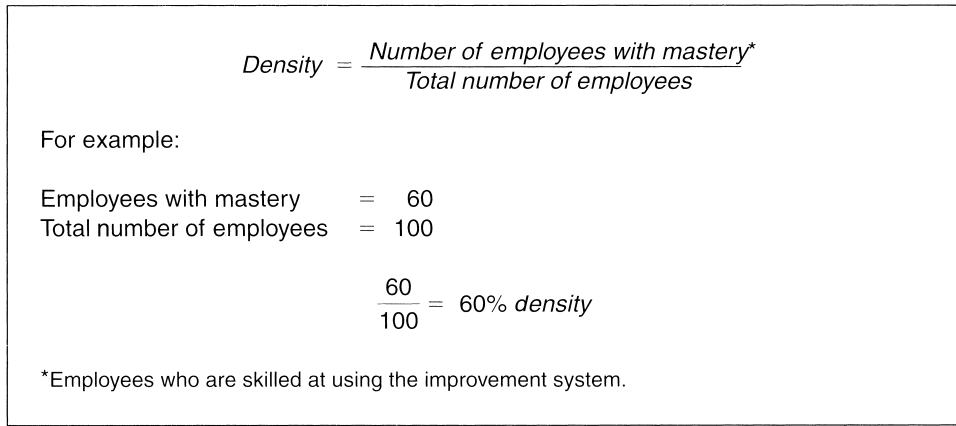 Density = Number of employees with mastery*
Total number of employees
For example:
Employees with mastery = 60
Total number of employees = 100
60
100 = 60% density
*Employees who are skilled at using the improvement system.